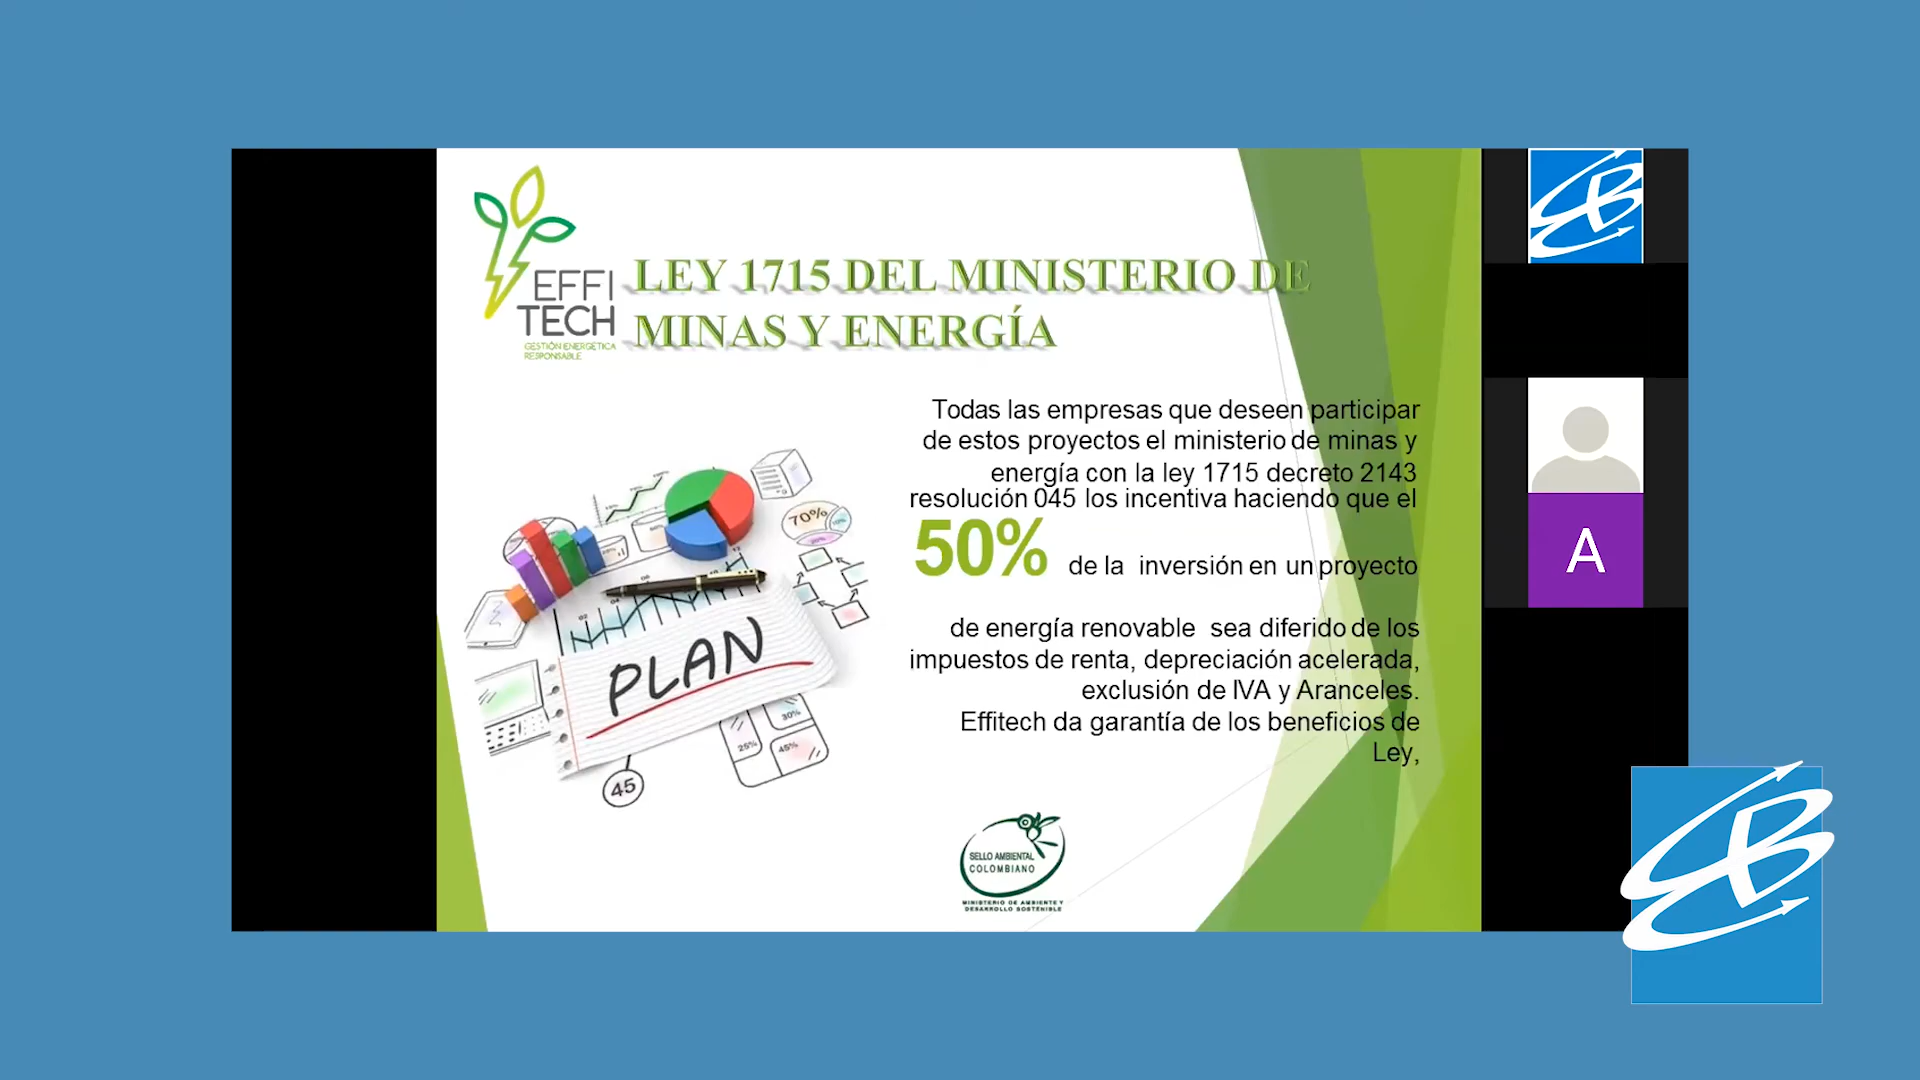 EFFI
TECH
GESTIÓN ENERGÉTICA
RESPONSABLE
LEY 1715 DEL MINISTERIO DE
MINAS Y ENERGÍA
Todas las empresas que deseen participar
de estos proyectos el ministerio de minas y
energía con la ley 1715 decreto 2143
resolución 045 los incentiva haciendo que el
50% de la inversión en un proyecto
de energía renovable sea diferido de los
impuestos de renta, depreciación acelerada,
exclusión de IVA y Aranceles.
Effitech da garantía de los beneficios de
Ley,
70%
PLAN
30%
25%
45%
45
SELLO AMBIENTAL
COLOMBIANO
MINISTERIO DE AMBIENTE Y
DESARROLLO SOSTENIBLE
A